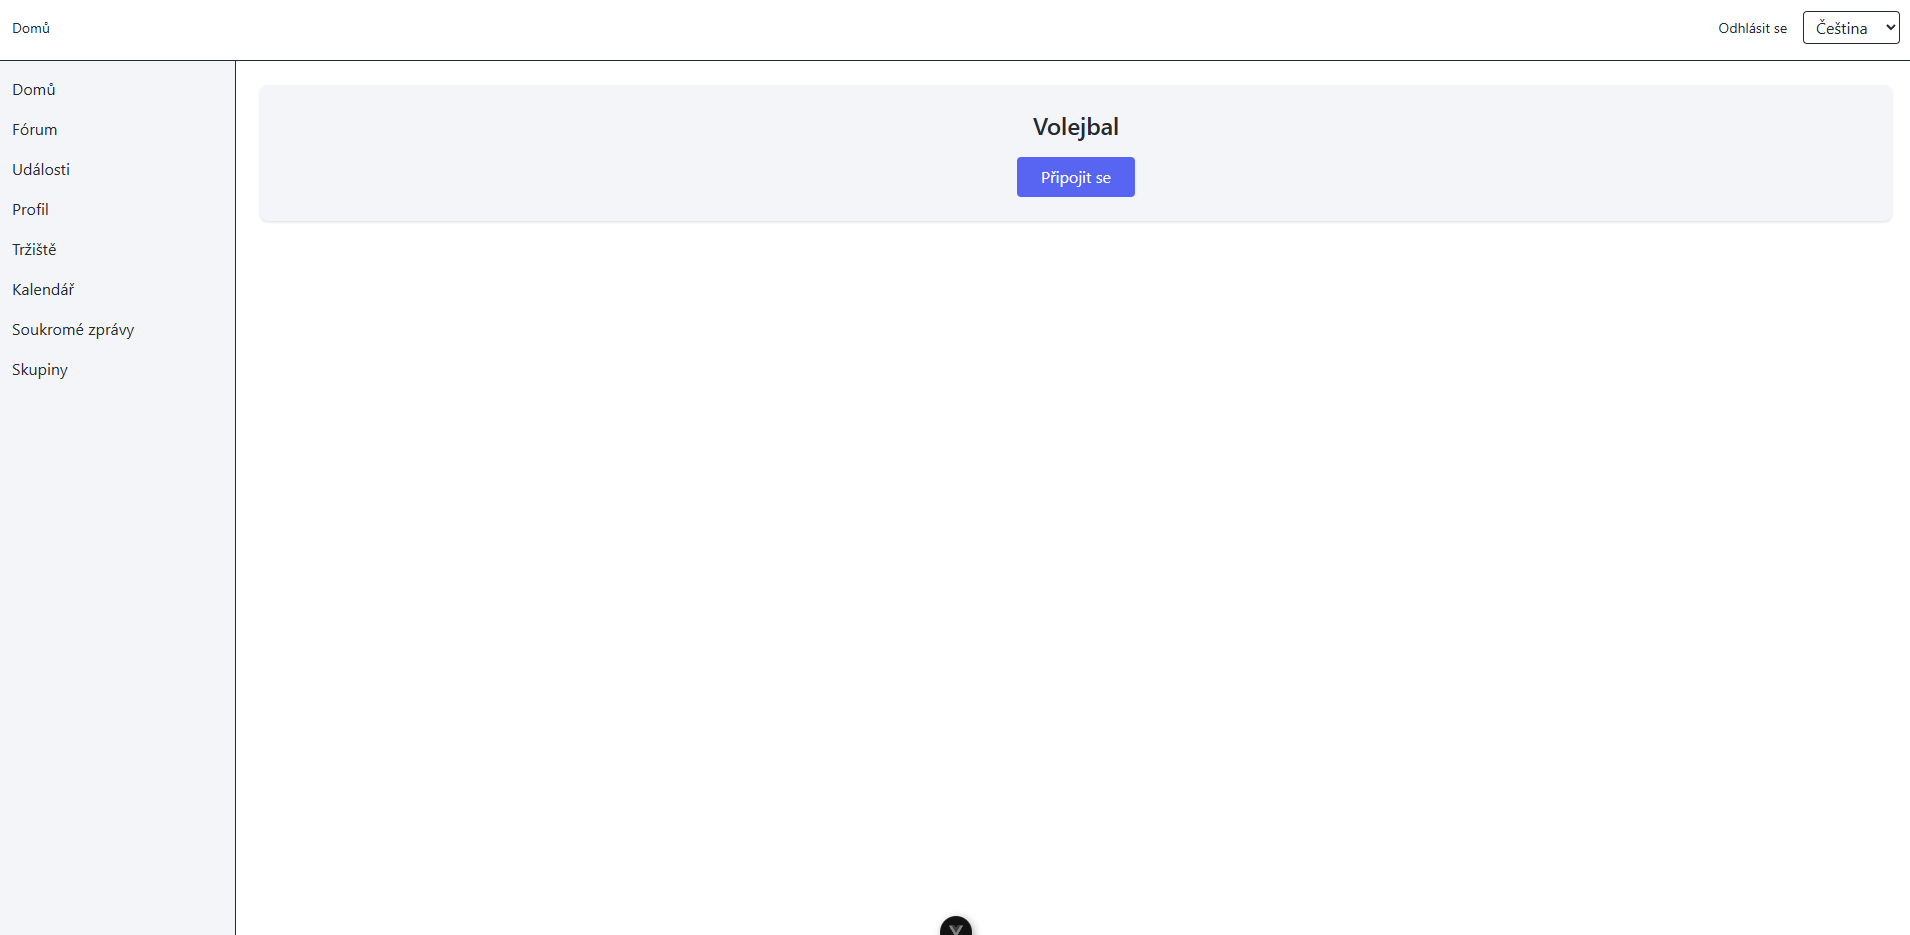 Domů
Odhlásit se
Čeština
Domů
Fórum
Události
Profil
Tržiště
Kalendář
Soukromé zprávy
Skupiny
Volejbal
Připojit se